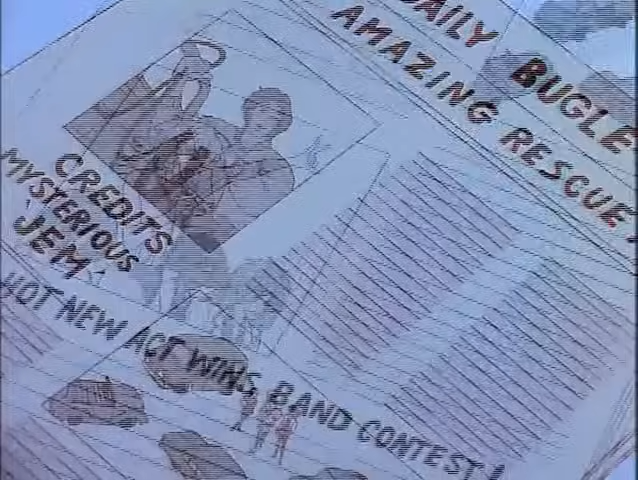 DAILY BUGLE
AMAZING RESCUE
CREDITS
MYSTERIOUS
'JEM'
HOT NEW ACT WINS BAND CONTEST!